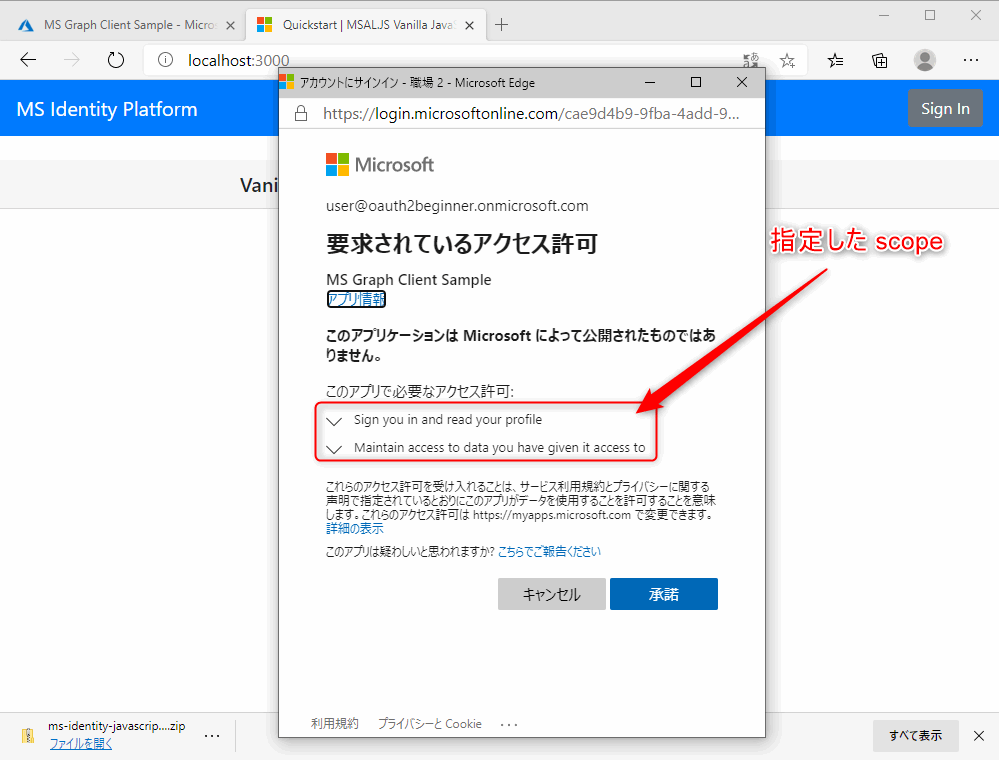 MS Graph Client Sample - Micros
Quickstart | MSALJS Vanilla JavaS
localhost:3000
MS Identity Platform
Sign In
Vani
アカウントにサインイン - 職場 2 - Microsoft Edge
https://login.microsoftonline.com/cae9d4b9-9fba-4add-9...
Microsoft
user@oauth2beginner.onmicrosoft.com
要求されているアクセス許可
MS Graph Client Sample
アプリ情報
このアプリケーションは Microsoft によって公開されたものではあ
りません。
このアプリで必要なアクセス許可:
Sign you in and read your profile
Maintain access to data you have given it access to
指定した scope
これらのアクセス許可を受け入れることは、サービス利用規約とプライバシーに関する
声明で指定されているとおりにこのアプリがデータを使用することを許可することを意味
します。これらのアクセス許可は https://myapps.microsoft.com で変更できます。
詳細の表示
このアプリは疑わしいと思われますか? こちらでご報告ください
キャンセル
承諾
利用規約 プライバシーと Cookie ...
ms-identity-javascrip....zip
ファイルを開く
すべて表示